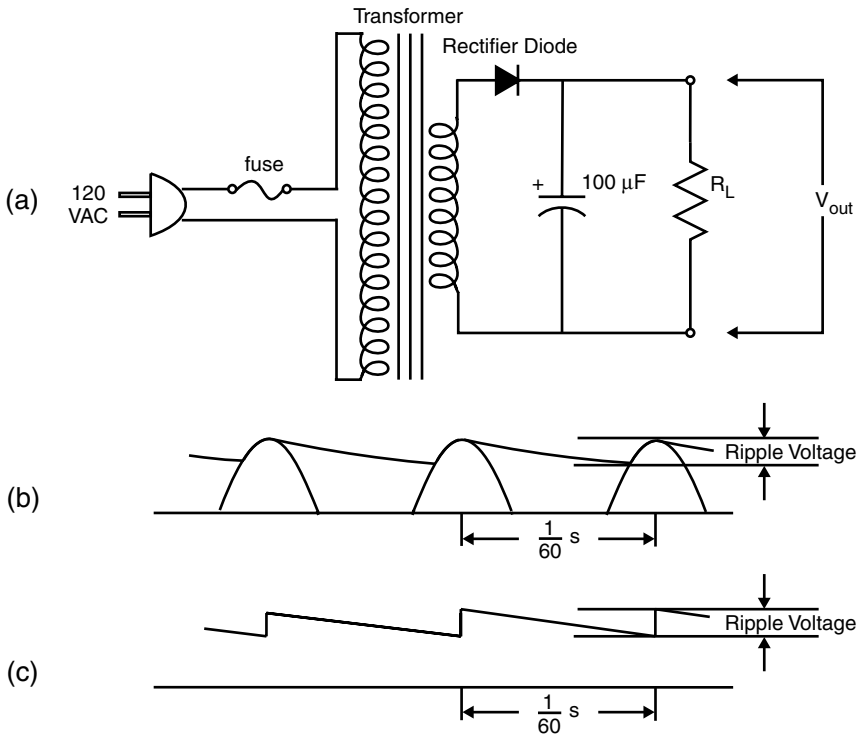 Transformer
Rectifier Diode
fuse
(a)
120
VAC
+
100 μF
R_L
V_out
(b)
Ripple Voltage
1/60 s
(c)
Ripple Voltage
1/60 s